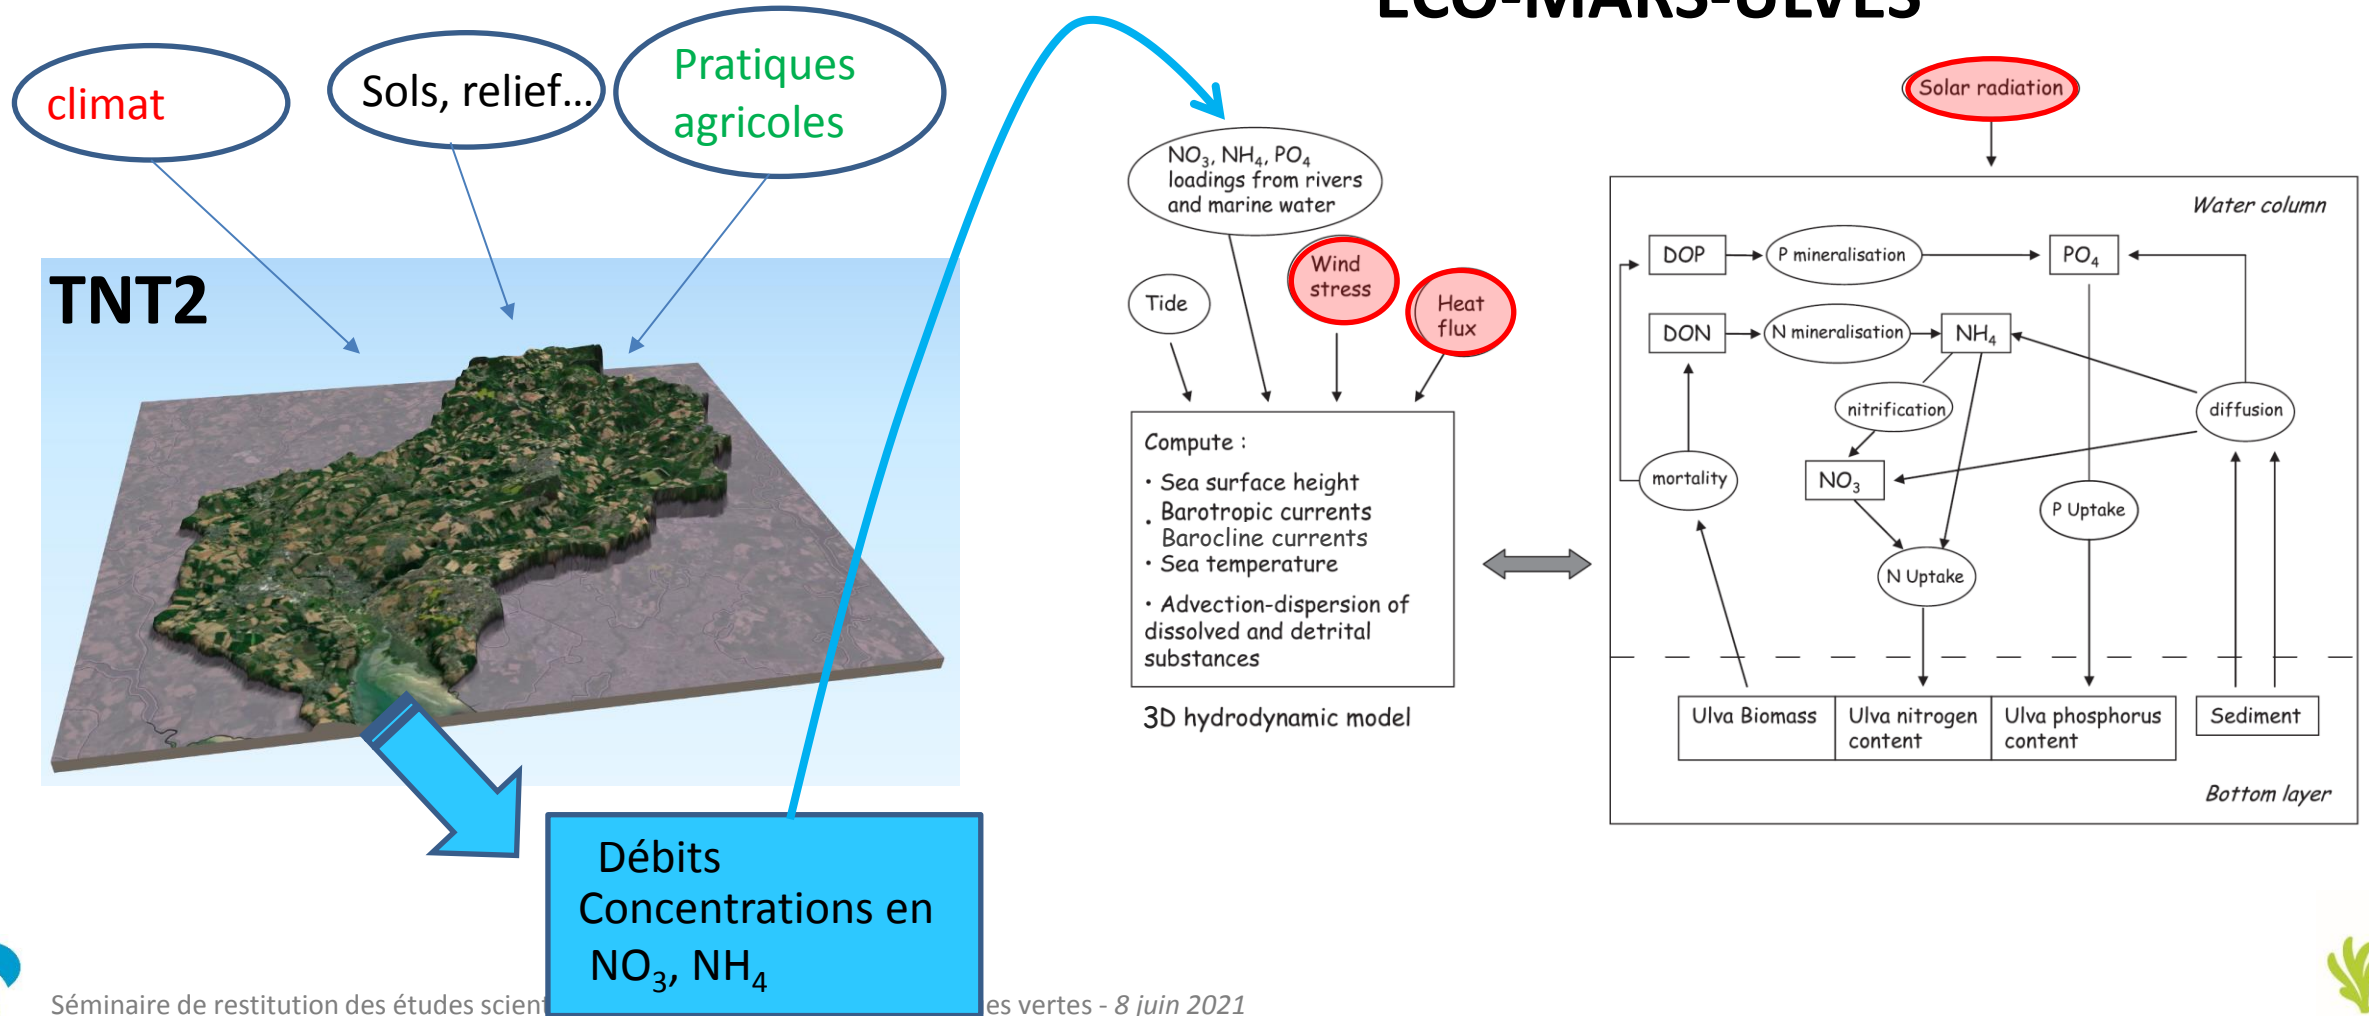 ECO-MARS-ULVES
climat
Sols, relief...
Pratiques
agricoles
TNT2
Débits
Concentrations en
NO3, NH4
NO3, NH4, PO4
loadings from rivers
and marine water
Tide
Wind
stress
Heat
flux
Compute :
· Sea surface height
· Barotropic currents
Barocline currents
· Sea temperature
· Advection-dispersion of
dissolved and detrital
substances
3D hydrodynamic model
Solar radiation
Water column
DOP
P mineralisation
PO4
DON
N mineralisation
NH4
nitrification
diffusion
mortality
NO3
P Uptake
N Uptake
Ulva Biomass
Ulva nitrogen
content
Ulva phosphorus
content
Sediment
Bottom layer
Séminaire de restitution des études vertes - 8 juin 2021